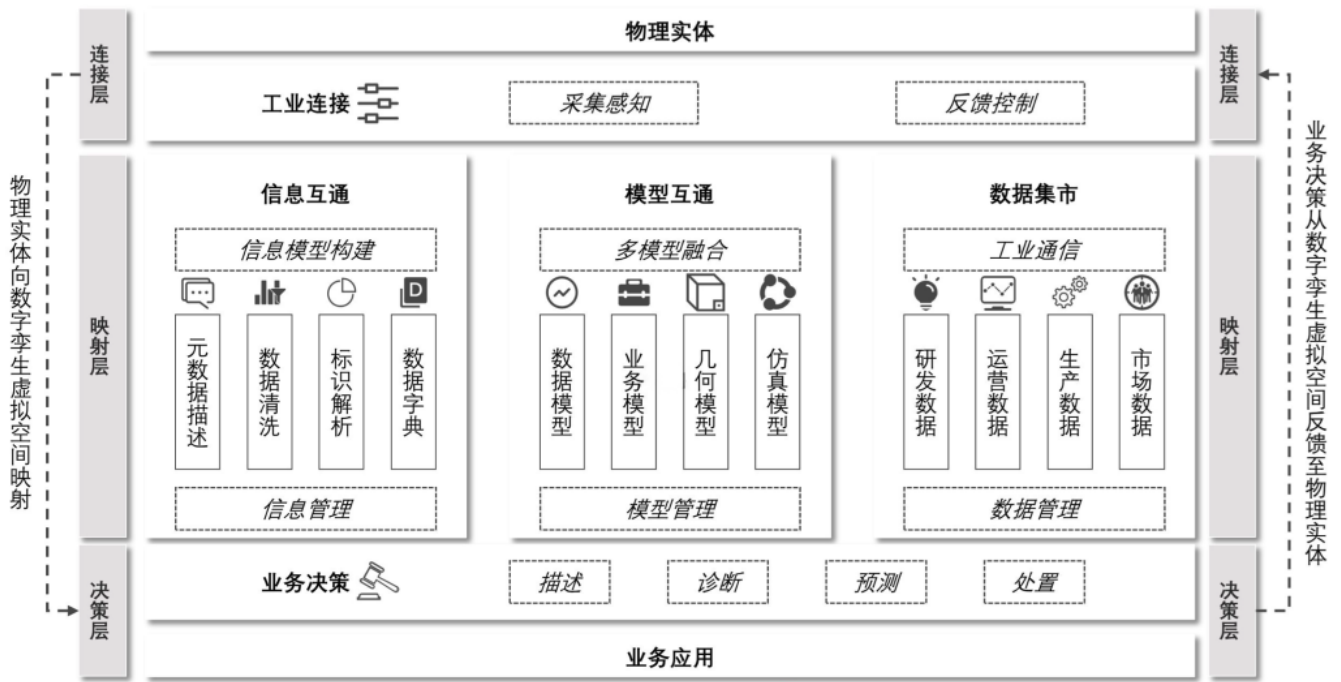 物理实体
连接层
连接层
工业连接
采集感知
反馈控制
物理实体向数字孪生虚拟空间映射
业务决策从数字孪生虚拟空间反馈至物理实体
映射层
映射层
信息互通
信息模型构建
D
元数据描述
数据清洗
标识解析
数据字典
信息管理
模型互通
多模型融合
数据模型
业务模型
几何模型
仿真模型
模型管理
数据集市
工业通信
研发数据
运营数据
生产数据
市场数据
数据管理
决策层
决策层
业务决策
描述
诊断
预测
处置
业务应用